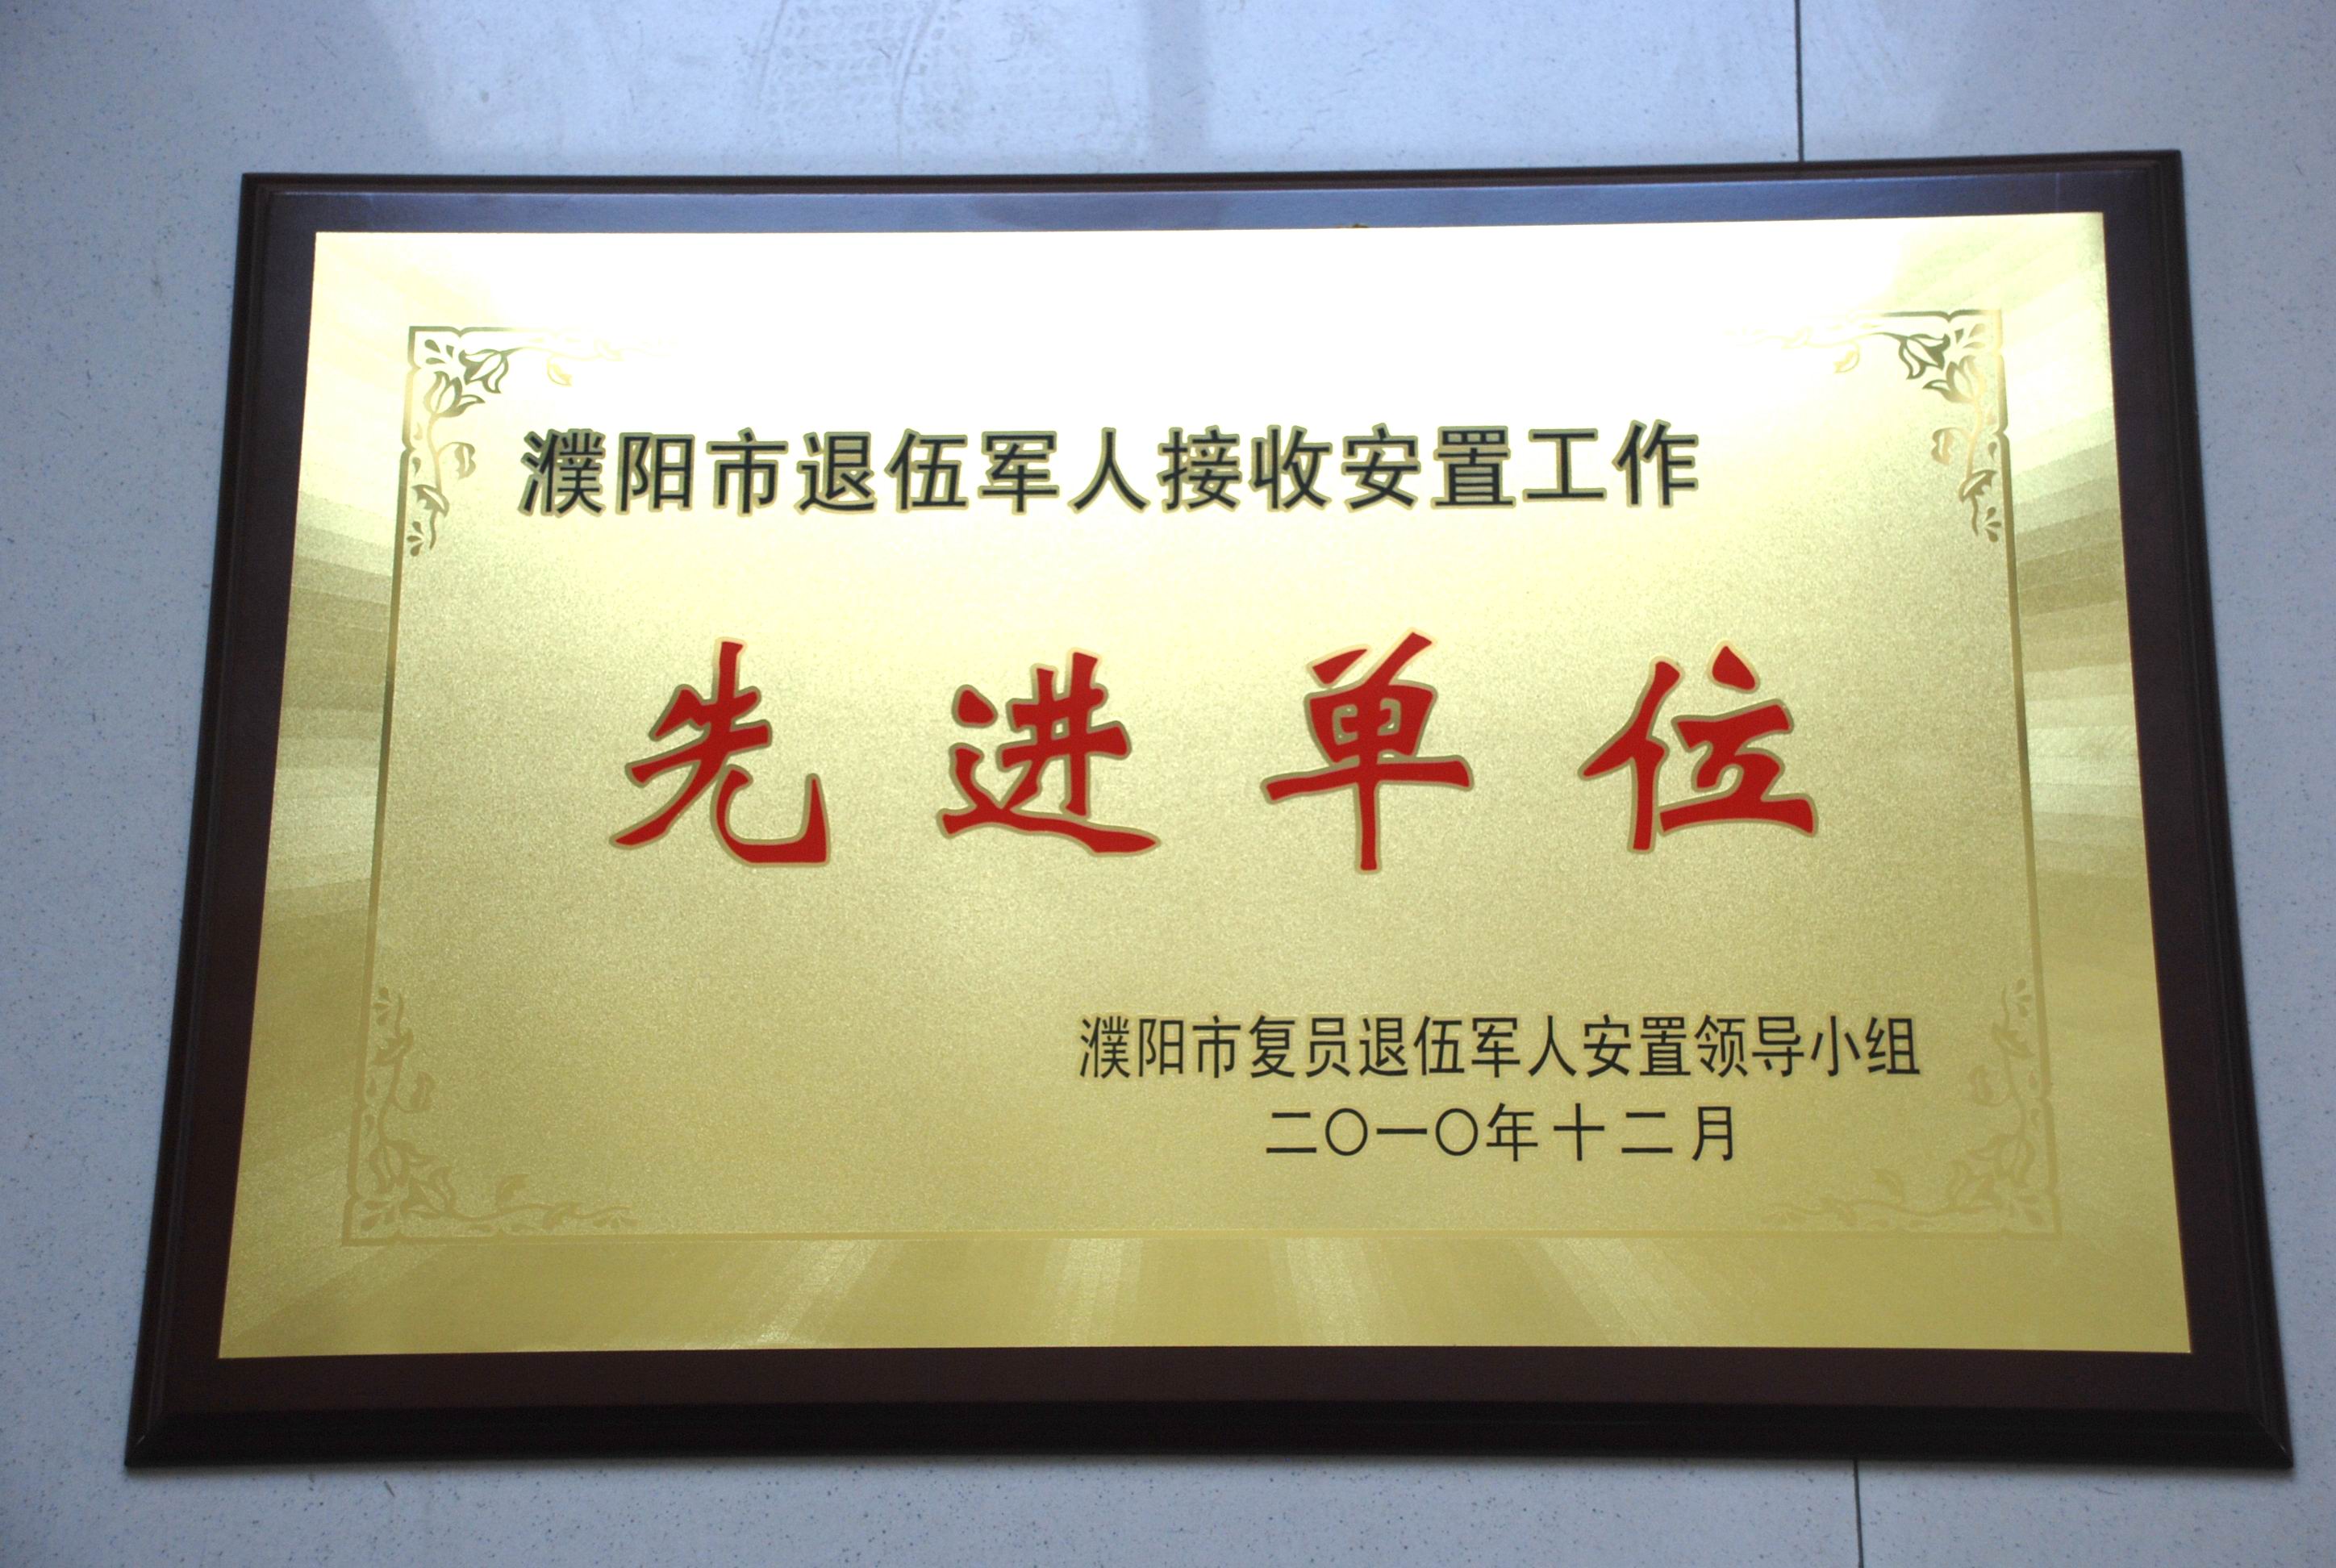 濮阳市退伍军人接收安置工作
先进单位
濮阳市复员退伍军人安置领导小组
二〇一〇年十二月